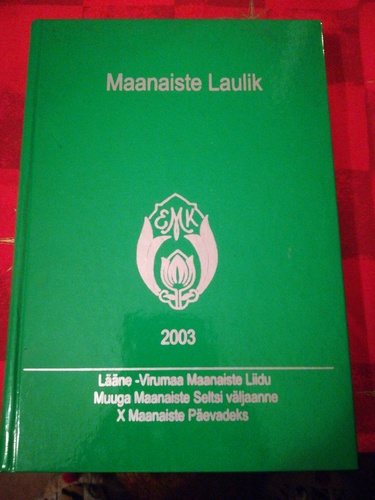 Maanaiste Laulik
EMK
2003
Lääne -Virumaa Maanaiste Liidu
Muuga Maanaiste Seltsi väljaanne
X Maanaiste Päevadeks